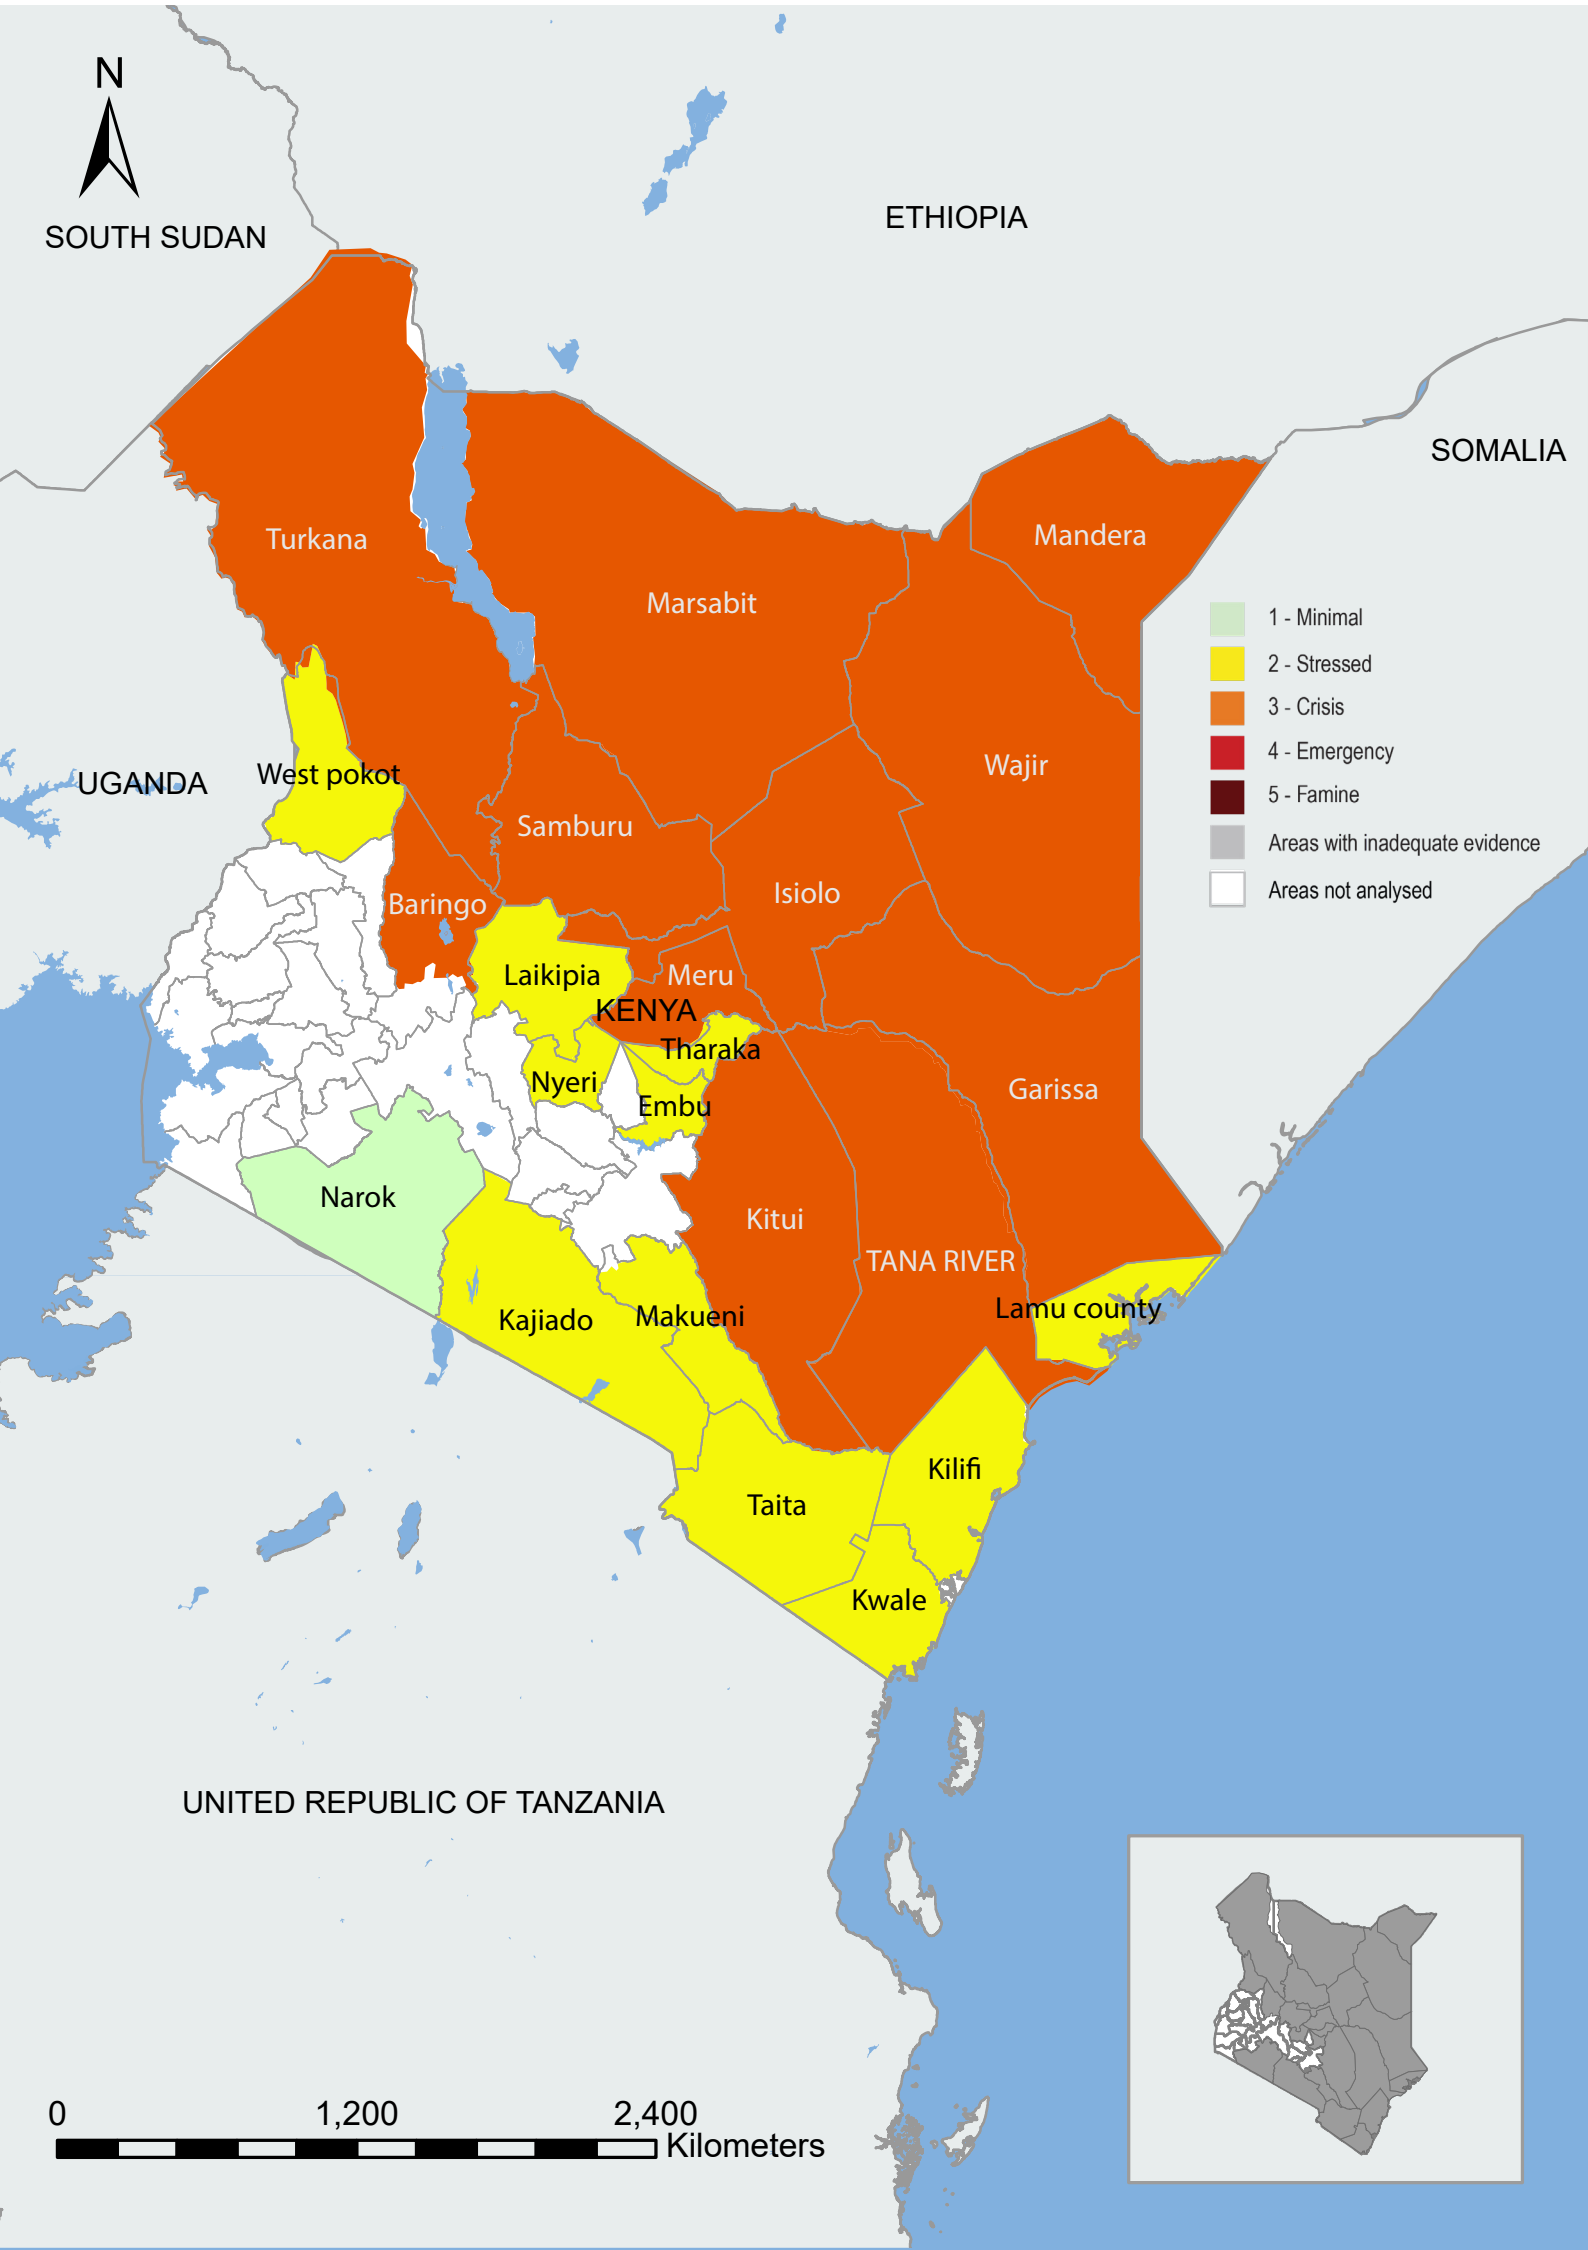 N
SOUTH SUDAN
ETHIOPIA
SOMALIA
Turkana
Mandera
Marsabit
1 - Minimal
2 - Stressed
3 - Crisis
4 - Emergency
5 - Famine
Areas with inadequate evidence
Areas not analysed
UGANDA
West pokot
Wajir
Samburu
Isiolo
Baringo
Laikipia
Meru
KENYA
Tharaka
Nyeri
Embu
Garissa
Narok
Kitui
TANA RIVER
Lamu county
Kajiado
Makueni
Kilifi
Taita
Kwale
UNITED REPUBLIC OF TANZANIA
0 1,200 2,400
Kilometers